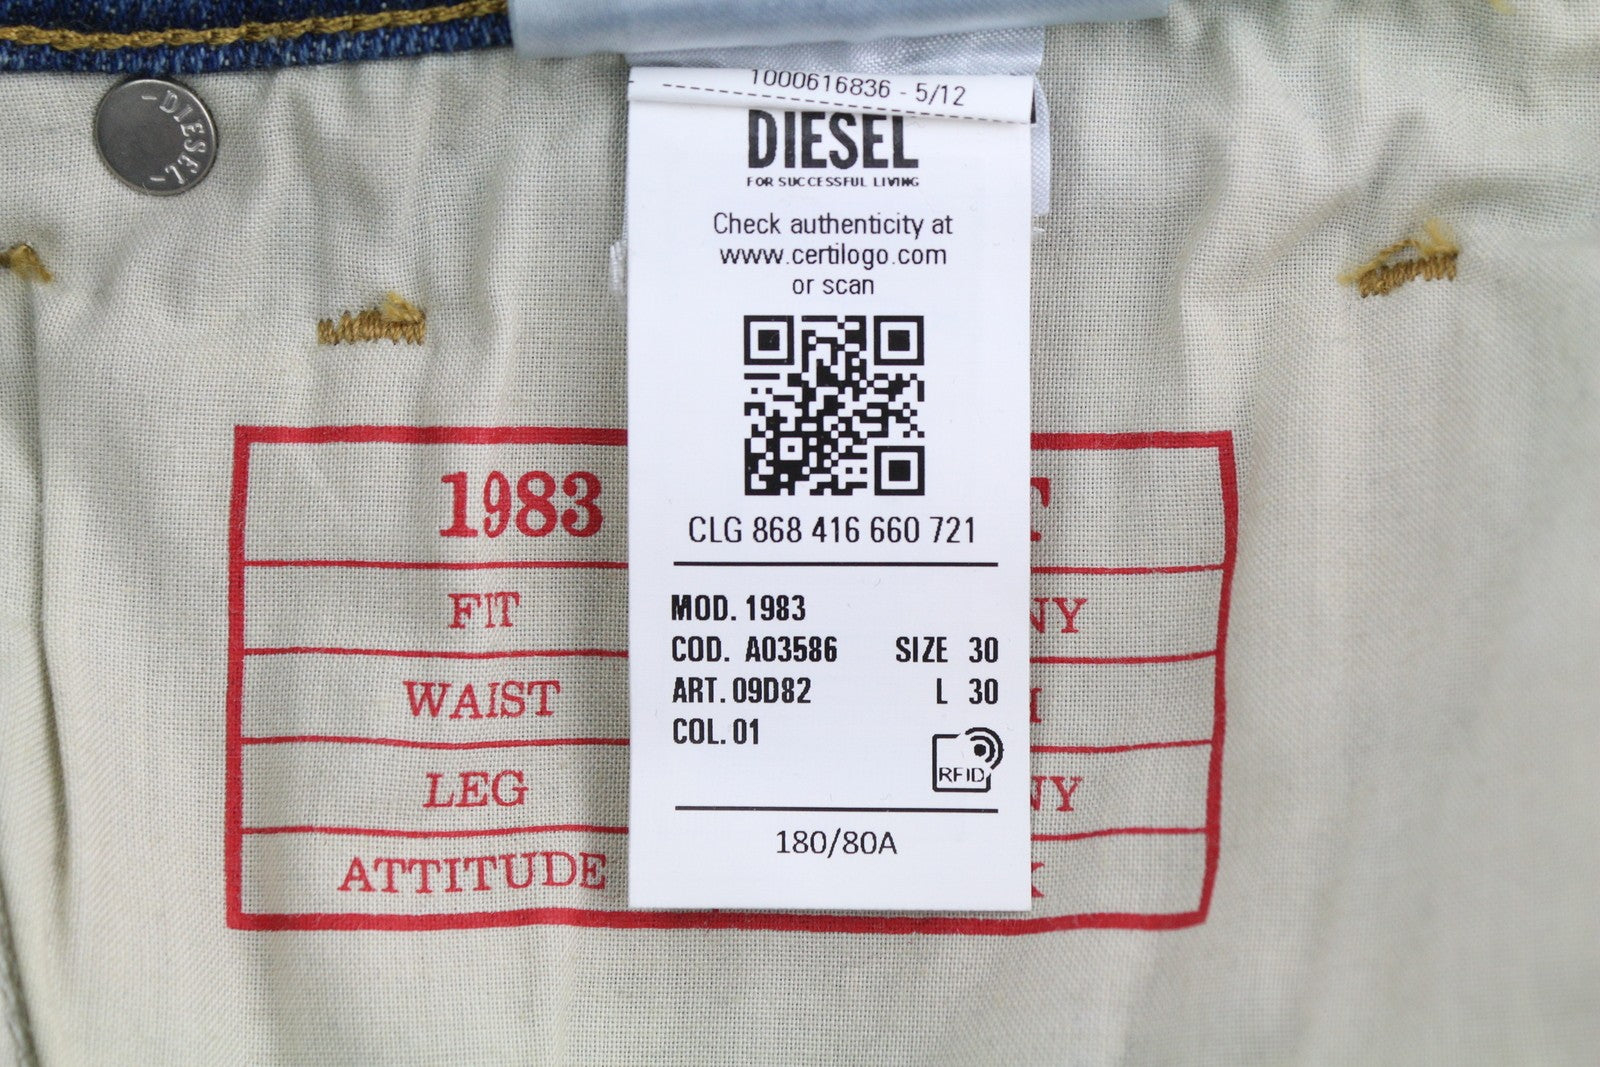 -DIESEL-
1000616836 - 5/12
DIESEL
FOR SUCCESSFUL LIVING
Check authenticity at
www.certilogo.com
or scan
CLG 868 416 660 721
MOD. 1983
COD. A03586 SIZE 30
ART. 09D82 L 30
COL. 01
RFID
180/80A
1983
FIT
WAIST
LEG
ATTITUDE